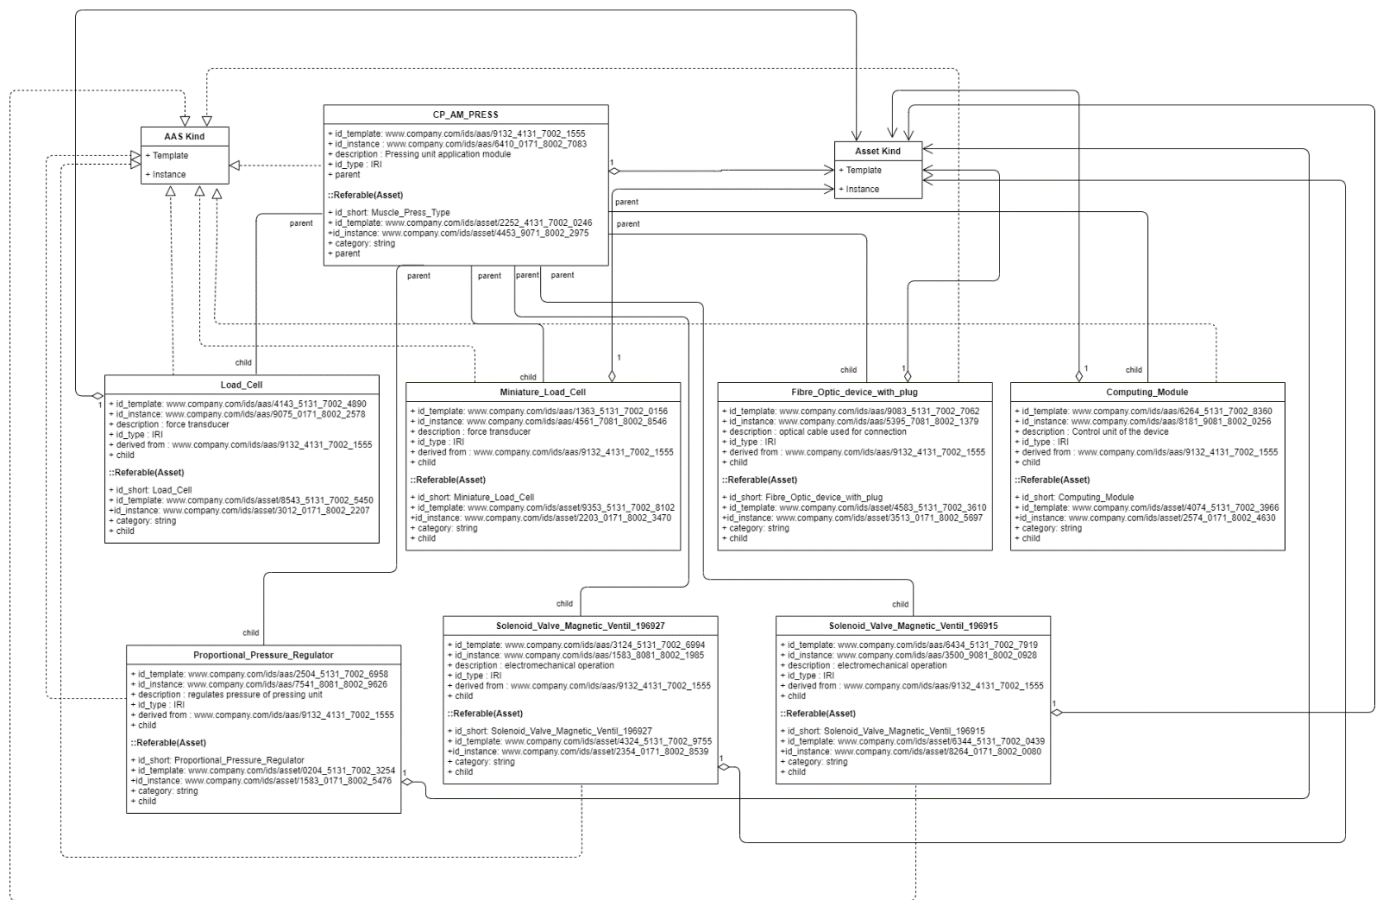 CP_AM_PRESS
+ id_template: www.company.com/ids/aas/9132_4131_7002_1555
+ id_instance : www.company.com/ids/aas/6410_0171_8002_7083
+ description : Pressing unit application module
+ id_type : IRI
+ parent
::Referable(Asset)
+ id_short: Muscle_Press_Type
+ id_template: www.company.com/ids/asset/2252_4131_7002_0246
+id_instance: www.company.com/ids/asset/4453_9071_8002_2975
+ category: string
+ parent
AAS Kind
+ Template
+ Instance
Asset Kind
+ Template
+ Instance
1
parent
parent
parent
parent
parent
parent
parent
child
child
child
child
1
1
1
1
Load_Cell
+ id_template: www.company.com/ids/aas/4143_5131_7002_4890
+ id_instance: www.company.com/ids/aas/9075_0171_8002_2578
+ description : force transducer
+ id_type : IRI
+ derived from : www.company.com/ids/aas/9132_4131_7002_1555
+ child
::Referable(Asset)
+ id_short: Load_Cell
+ id_template: www.company.com/ids/asset/8543_5131_7002_5450
+id_instance: www.company.com/ids/asset/3012_0171_8002_2207
+ category: string
+ child
Miniature_Load_Cell
+ id_template: www.company.com/ids/aas/1363_5131_7002_0156
+ id_instance: www.company.com/ids/aas/4561_7081_8002_8546
+ description : force transducer
+ id_type : IRI
+ derived from : www.company.com/ids/aas/9132_4131_7002_1555
+ child
::Referable(Asset)
+ id_short: Miniature_Load_Cell
+ id_template: www.company.com/ids/asset/9353_5131_7002_8102
+id_instance: www.company.com/ids/asset/2203_0171_8002_3470
+ category: string
+ child
Fibre_Optic_device_with_plug
+ id_template: www.company.com/ids/aas/9083_5131_7002_7062
+ id_instance: www.company.com/ids/aas/5395_7081_8002_1379
+ description : optical cable used for connection
+ id_type : IRI
+ derived from : www.company.com/ids/aas/9132_4131_7002_1555
+ child
::Referable(Asset)
+ id_short: Fibre_Optic_device_with_plug
+ id_template: www.company.com/ids/asset/4583_5131_7002_3610
+id_instance: www.company.com/ids/asset/3513_0171_8002_5697
+ category: string
+ child
Computing_Module
+ id_template: www.company.com/ids/aas/6264_5131_7002_8360
+ id_instance: www.company.com/ids/aas/8181_9081_8002_0256
+ description : Control unit of the device
+ id_type : IRI
+ derived from : www.company.com/ids/aas/9132_4131_7002_1555
+ child
::Referable(Asset)
+ id_short: Computing_Module
+ id_template: www.company.com/ids/asset/4074_5131_7002_3966
+id_instance: www.company.com/ids/asset/2574_0171_8002_4630
+ category: string
+ child
child
child
child
Proportional_Pressure_Regulator
+ id_template: www.company.com/ids/aas/2504_5131_7002_6958
+ id_instance: www.company.com/ids/aas/7541_8081_8002_9626
+ description : regulates pressure of pressing unit
+ id_type : IRI
+ derived from : www.company.com/ids/aas/9132_4131_7002_1555
+ child
::Referable(Asset)
+ id_short: Proportional_Pressure_Regulator
+ id_template: www.company.com/ids/asset/0204_5131_7002_3254
+id_instance: www.company.com/ids/asset/1583_0171_8002_5476
+ category: string
+ child
1
Solenoid_Valve_Magnetic_Ventil_196927
+ id_template: www.company.com/ids/aas/3124_5131_7002_6994
+ id_instance: www.company.com/ids/aas/1583_8081_8002_1985
+ description : electromechanical operation
+ id_type : IRI
+ derived from : www.company.com/ids/aas/9132_4131_7002_1555
+ child
::Referable(Asset)
+ id_short: Solenoid_Valve_Magnetic_Ventil_196927
+ id_template: www.company.com/ids/asset/4324_5131_7002_9755
+id_instance: www.company.com/ids/asset/2354_0171_8002_8539
+ category: string
+ child
1
Solenoid_Valve_Magnetic_Ventil_196915
+ id_template: www.company.com/ids/aas/6434_5131_7002_7919
+ id_instance: www.company.com/ids/aas/3500_9081_8002_0928
+ description : electromechanical operation
+ id_type : IRI
+ derived from : www.company.com/ids/aas/9132_4131_7002_1555
+ child
::Referable(Asset)
+ id_short: Solenoid_Valve_Magnetic_Ventil_196915
+ id_template: www.company.com/ids/asset/6344_5131_7002_0439
+id_instance: www.company.com/ids/asset/8264_0171_8002_0080
+ category: string
+ child
1